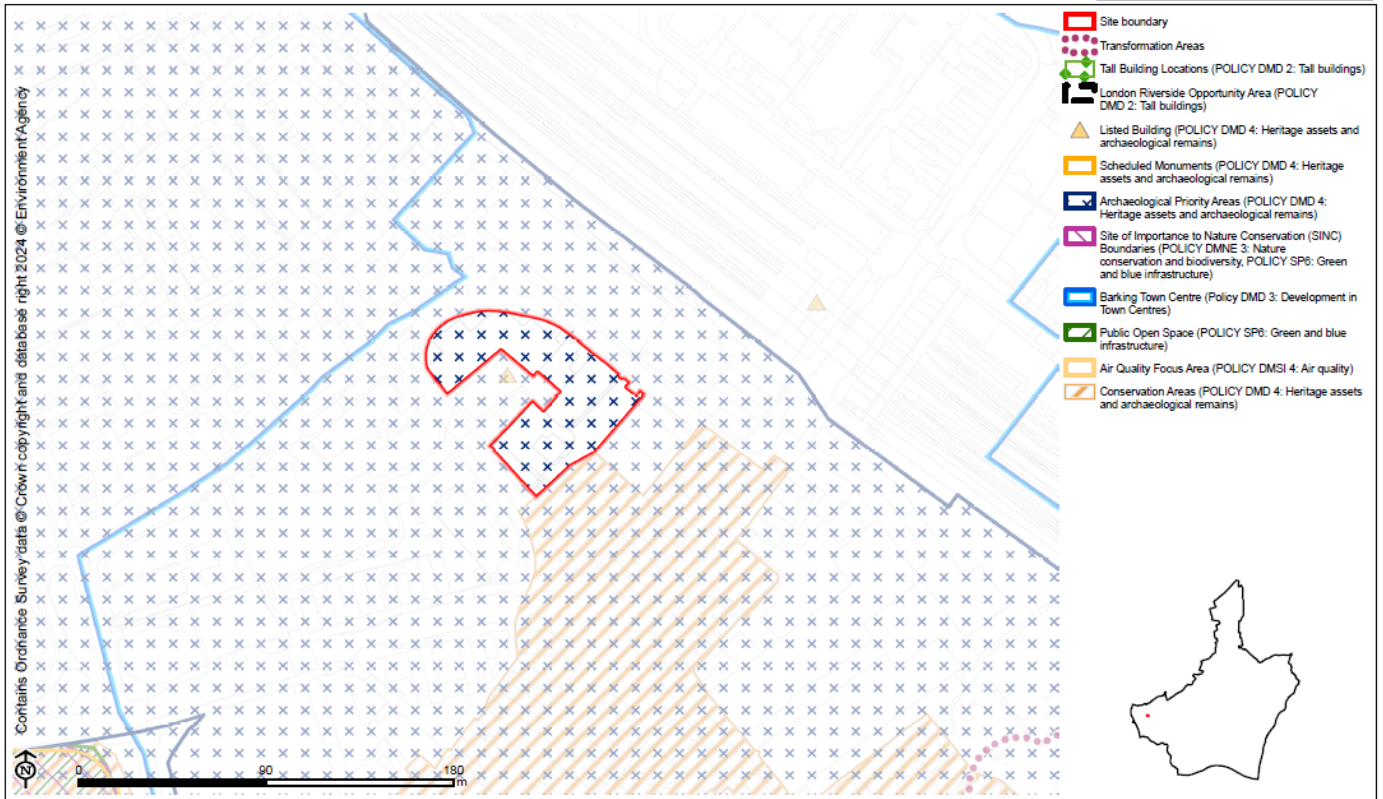 Contains Ordnance Survey data © Crown copyright and database right 2024 © Environment Agency
Site boundary
Transformation Areas
Tall Building Locations (POLICY DMD 2: Tall buildings)
London Riverside Opportunity Area (POLICY
DMD 2: Tall buildings)
Listed Building (POLICY DMD 4: Heritage assets and
archaeological remains)
Scheduled Monuments (POLICY DMD 4: Heritage
assets and archaeological remains)
Archaeological Priority Areas (POLICY DMD 4:
Heritage assets and archaeological remains)
Site of Importance to Nature Conservation (SINC)
Boundaries (POLICY DMNE 3: Nature
conservation and biodiversity, POLICY SP6: Green
and blue infrastructure)
Barking Town Centre (Policy DMD 3: Development in
Town Centres)
Public Open Space (POLICY SP6: Green and blue
infrastructure)
Air Quality Focus Area (POLICY DMSI 4: Air quality)
Conservation Areas (POLICY DMD 4: Heritage assets
and archaeological remains)
N
0 90 180
m